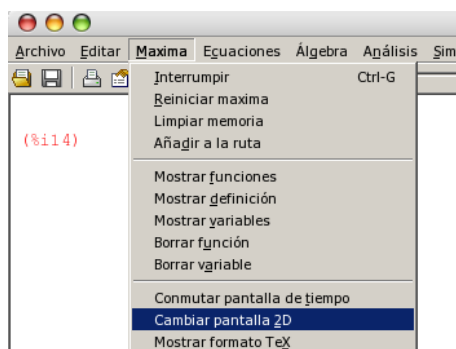 Archivo Editar Maxima Ecuaciones Álgebra Análisis Sim
Interrumpir Ctrl-G
Reiniciar maxima
Limpiar memoria
(%i14)
Añadir a la ruta
Mostrar funciones
Mostrar definición
Mostrar variables
Borrar función
Borrar variable
Conmutar pantalla de tiempo
Cambiar pantalla 2D
Mostrar formato TeX